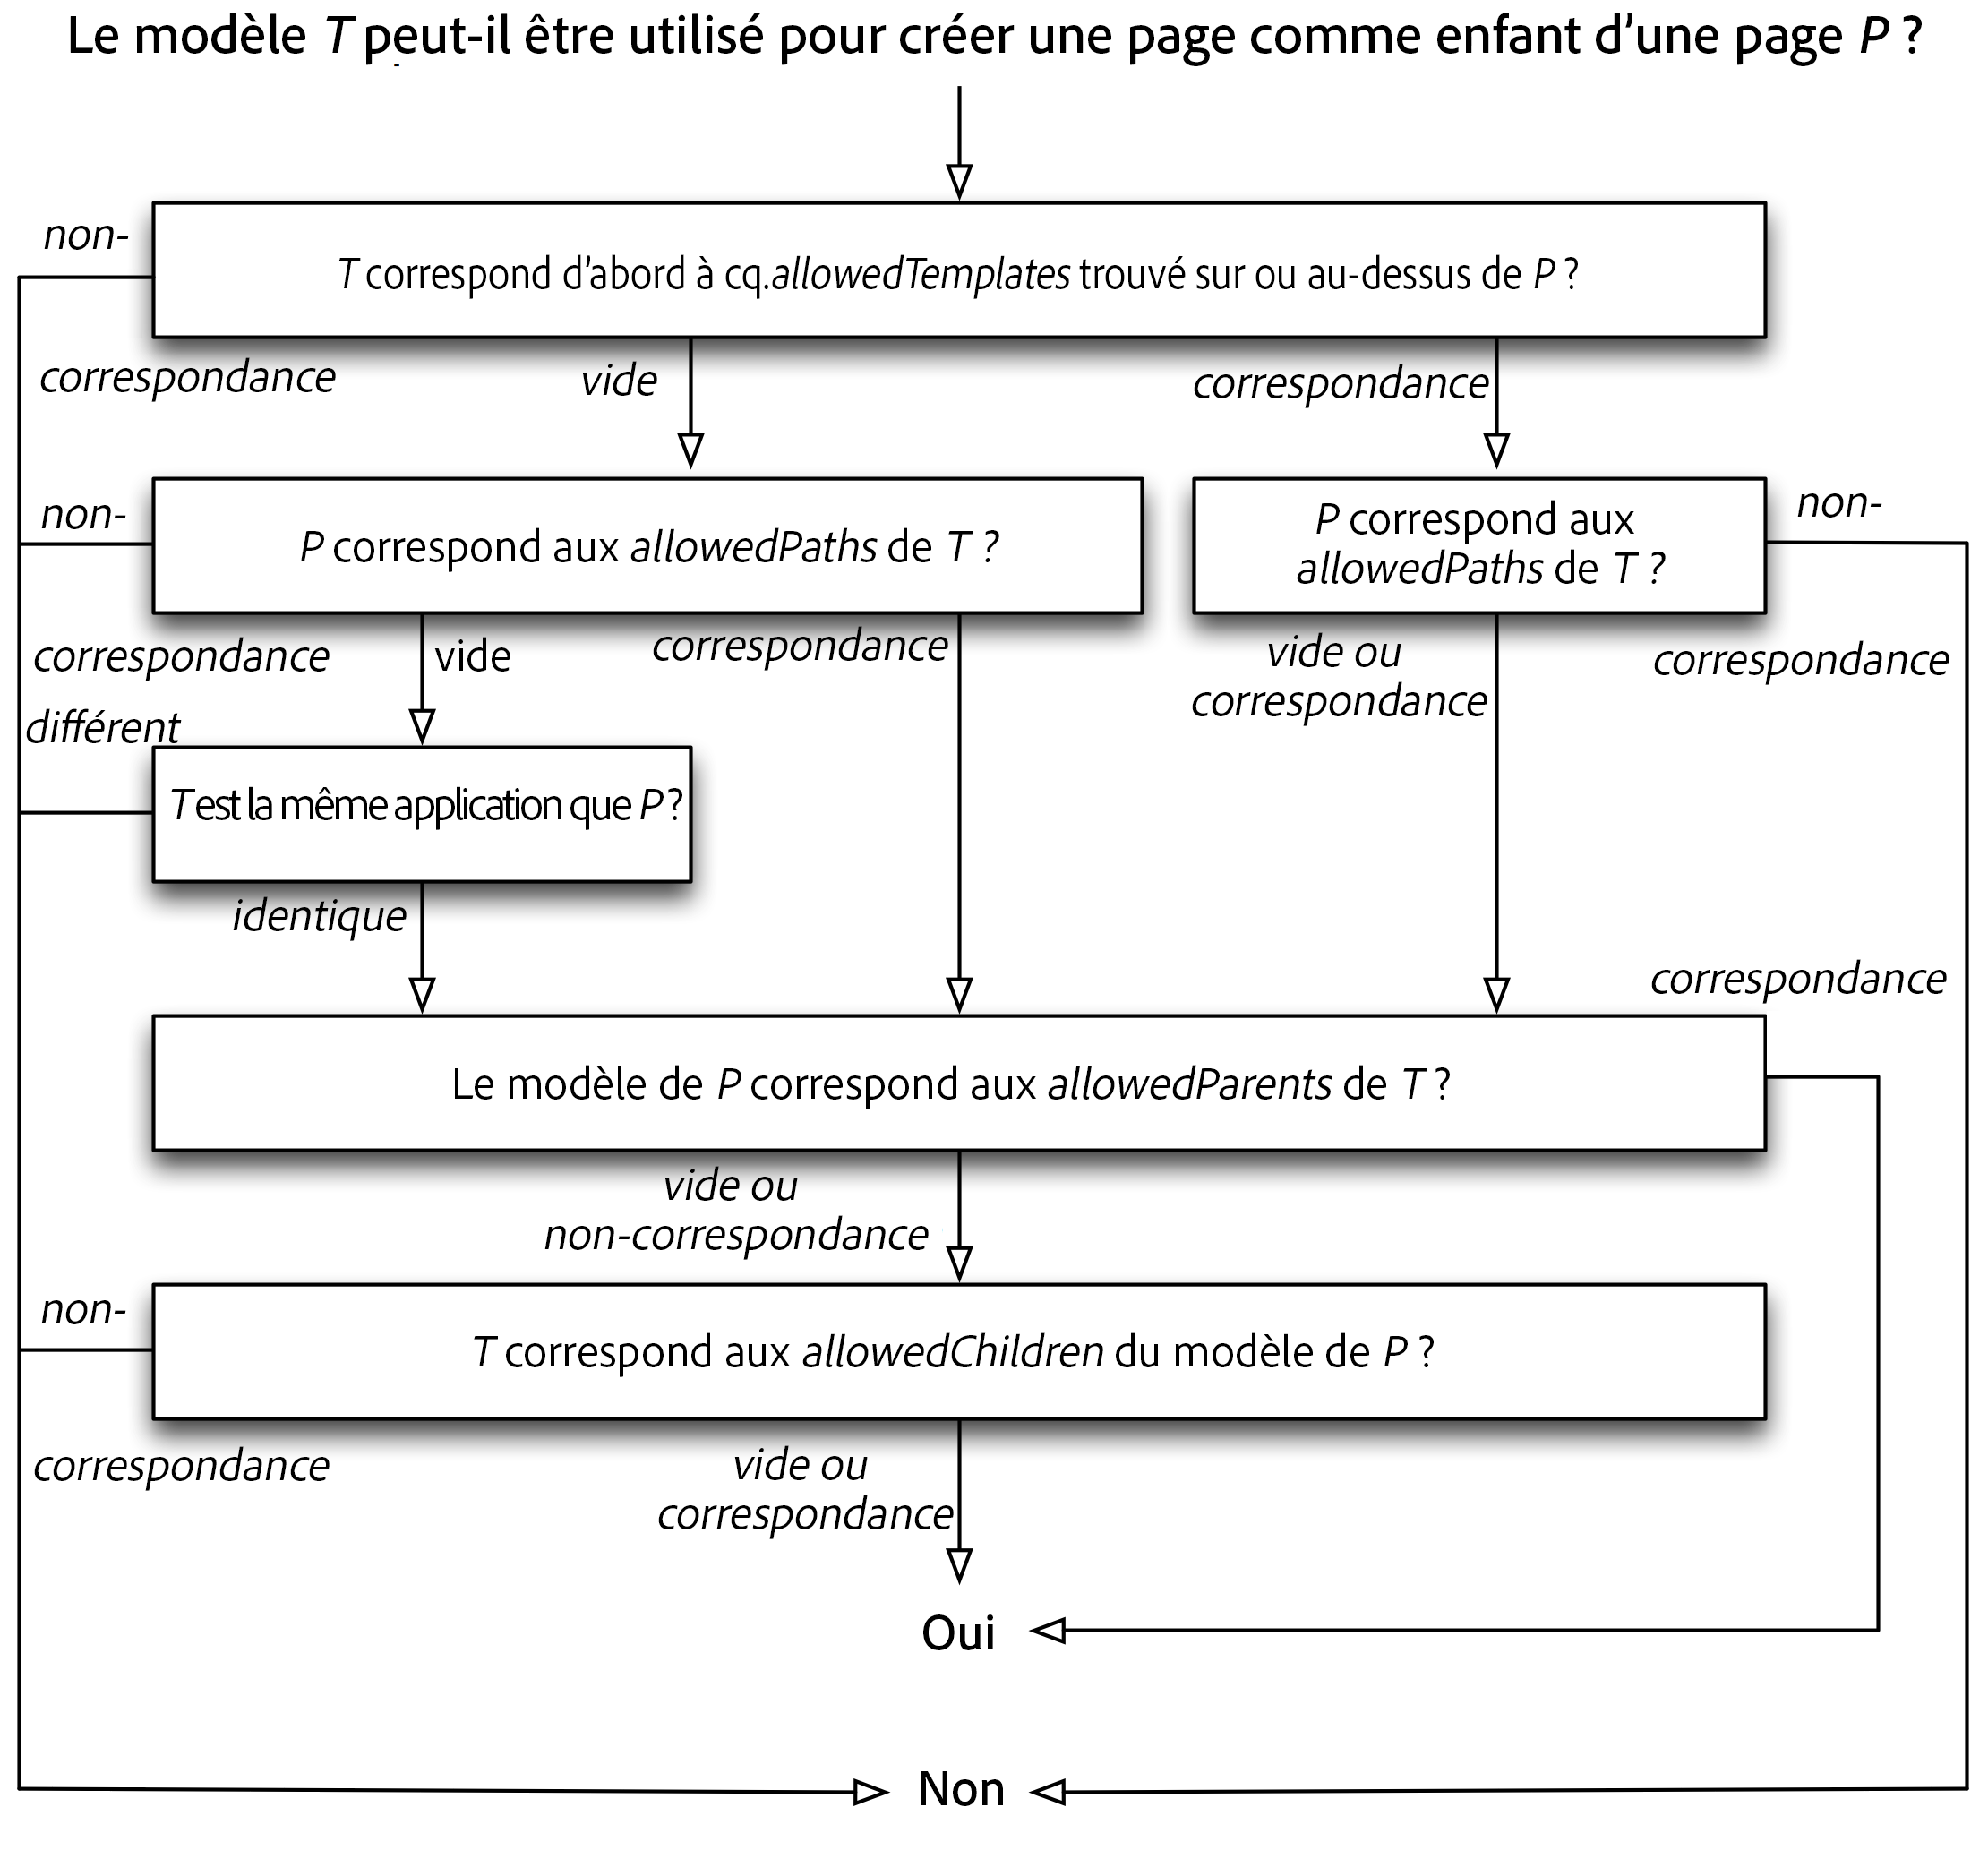 Le modèle T peut-il être utilisé pour créer une page comme enfant d'une page P ?
non-
T correspond d'abord à cq.allowedTemplates trouvé sur ou au-dessus de P ?
correspondance
vide
correspondance
non-
P correspond aux allowedPaths de T ?
P correspond aux
allowedPaths de T ?
non-
correspondance
vide
correspondance
vide ou
correspondance
correspondance
différent
T est la même application que P ?
identique
correspondance
Le modèle de P correspond aux allowedParents de T ?
vide ou
non-correspondance
non-
T correspond aux allowedChildren du modèle de P ?
correspondance
vide ou
correspondance
Oui
Non